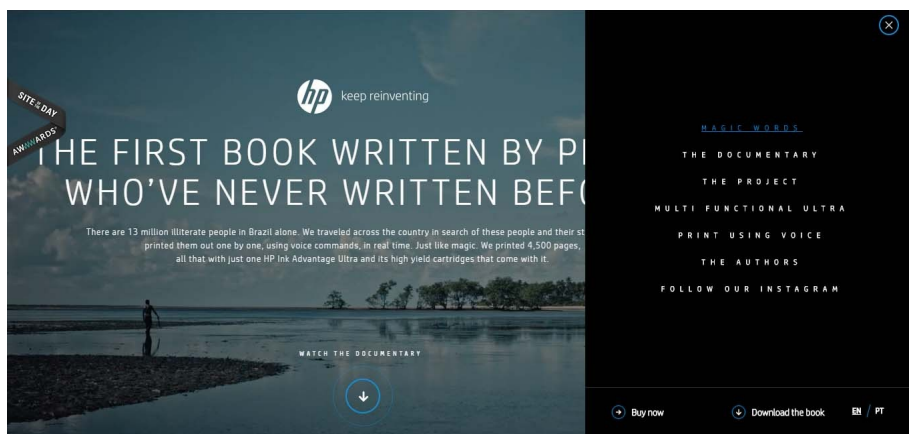 SITE OF THE DAY
AWWWARDS
hp keep reinventing
THE FIRST BOOK WRITTEN BY P
WHO'VE NEVER WRITTEN BEFO
There are 13 million illiterate people in Brazil alone. We traveled across the country in search of these people and their st
printed them out one by one, using voice commands, in real time. Just like magic. We printed 4,500 pages,
all that with just one HP Ink Advantage Ultra and its high yield cartridges that come with it.
WATCH THE DOCUMENTARY
MAGIC WORDS
THE DOCUMENTARY
THE PROJECT
MULTI FUNCTIONAL ULTRA
PRINT USING VOICE
THE AUTHORS
FOLLOW OUR INSTAGRAM
Buy now
Download the book
EN / PT